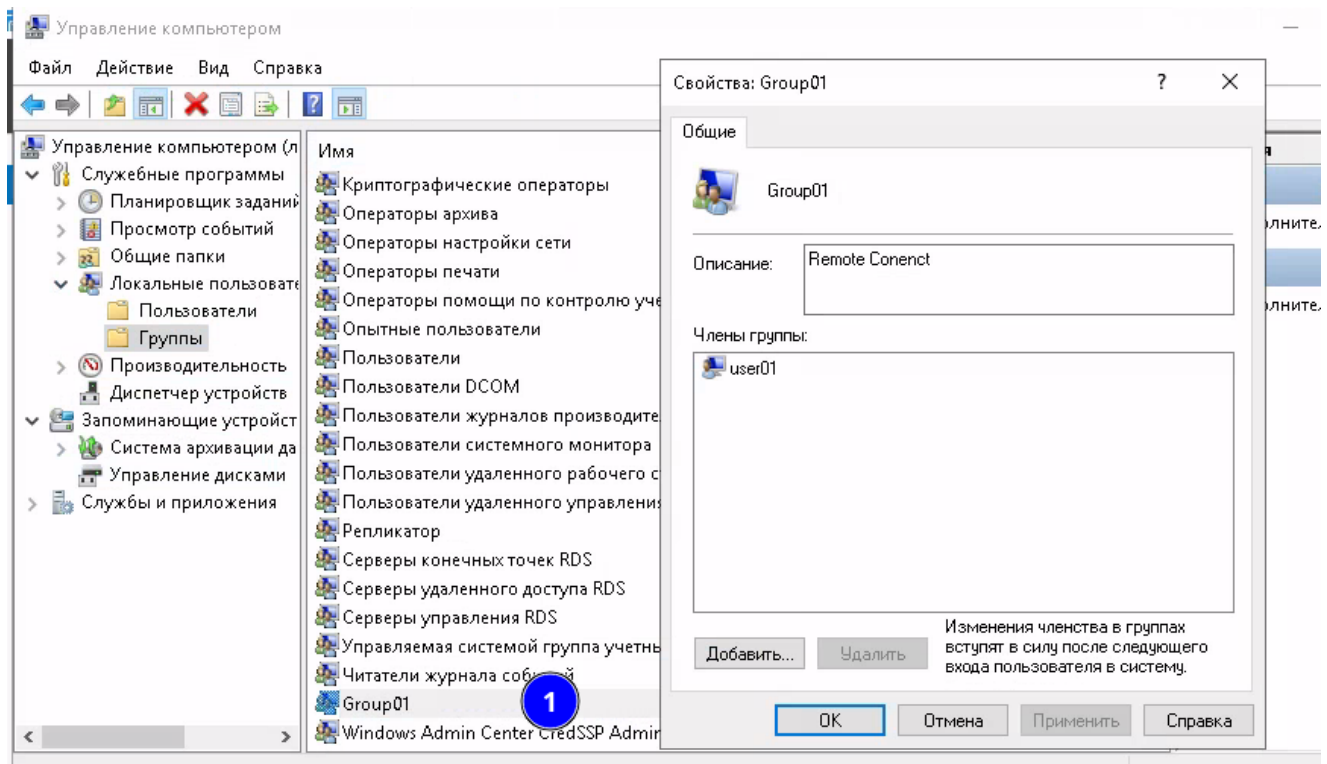 Управление компьютером
Файл Действие Вид Справка
Управление компьютером (л
Служебные программы
Планировщик заданий
Просмотр событий
Общие папки
Локальные пользовате
Пользователи
Группы
Производительность
Диспетчер устройств
Запоминающие устройст
Система архивации да
Управление дисками
Службы и приложения
Имя
Криптографические операторы
Операторы архива
Операторы настройки сети
Операторы печати
Операторы помощи по контролю уче
Опытные пользователи
Пользователи
Пользователи DCOM
Пользователи журналов производите
Пользователи системного монитора
Пользователи удаленного рабочего с
Пользователи удаленного управления
Репликатор
Серверы конечных точек RDS
Серверы удаленного доступа RDS
Серверы управления RDS
Управляемая системой группа учетны
Читатели журнала событий
Group01
1
Windows Admin Center CredSSP Admir
Свойства: Group01
? X
Общие
Group01
Описание:
Remote Conenct
Члены группы:
user01
Добавить...
Удалить
Изменения членства в группах
вступят в силу после следующего
входа пользователя в систему.
OK Отмена Применить Справка
лните
лните